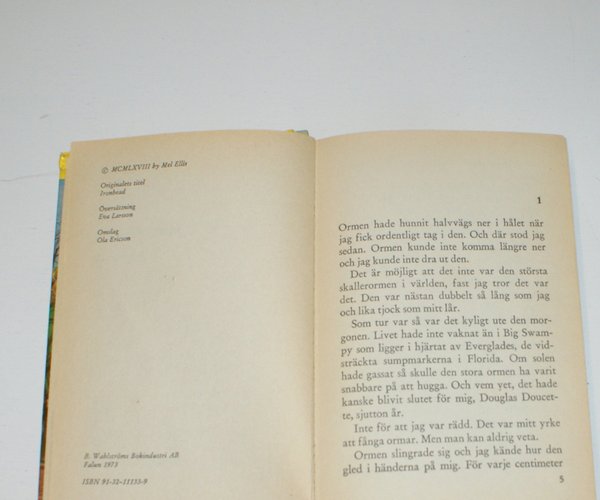 © MCMLXVIII by Mel Ellis
Originalets titel
Ironhead
Översättning
Ena Larsson
Omslag
Ola Ericson
B. Wahlströms Bokindustri AB
Falun 1973
ISBN 91-32-11133-9
1
Ormen hade hunnit halvvägs ner i hålet när
jag fick ordentligt tag i den. Och där stod jag
sedan. Ormen kunde inte komma längre ner
och jag kunde inte dra ut den.
Det är möjligt att det inte var den största
skallerormen i världen, fast jag tror det var
det. Den var nästan dubbelt så lång som jag
och lika tjock som mitt lår.
Som tur var så var det kyligt ute den mor-
gonen. Livet hade inte vaknat än i Big Swam-
py som ligger i hjärtat av Everglades, de vid-
sträckta sumpmarkerna i Florida. Om solen
hade gassat så skulle den stora ormen ha varit
snabbare på att hugga. Och vem vet, det hade
kanske blivit slutet för mig, Douglas Doucet-
te, sjutton år.
Inte för att jag var rädd. Det var mitt yrke
att fånga ormar. Men man kan aldrig veta.
Ormen slingrade sig och jag kände hur den
gled i händerna på mig. För varje centimeter
5